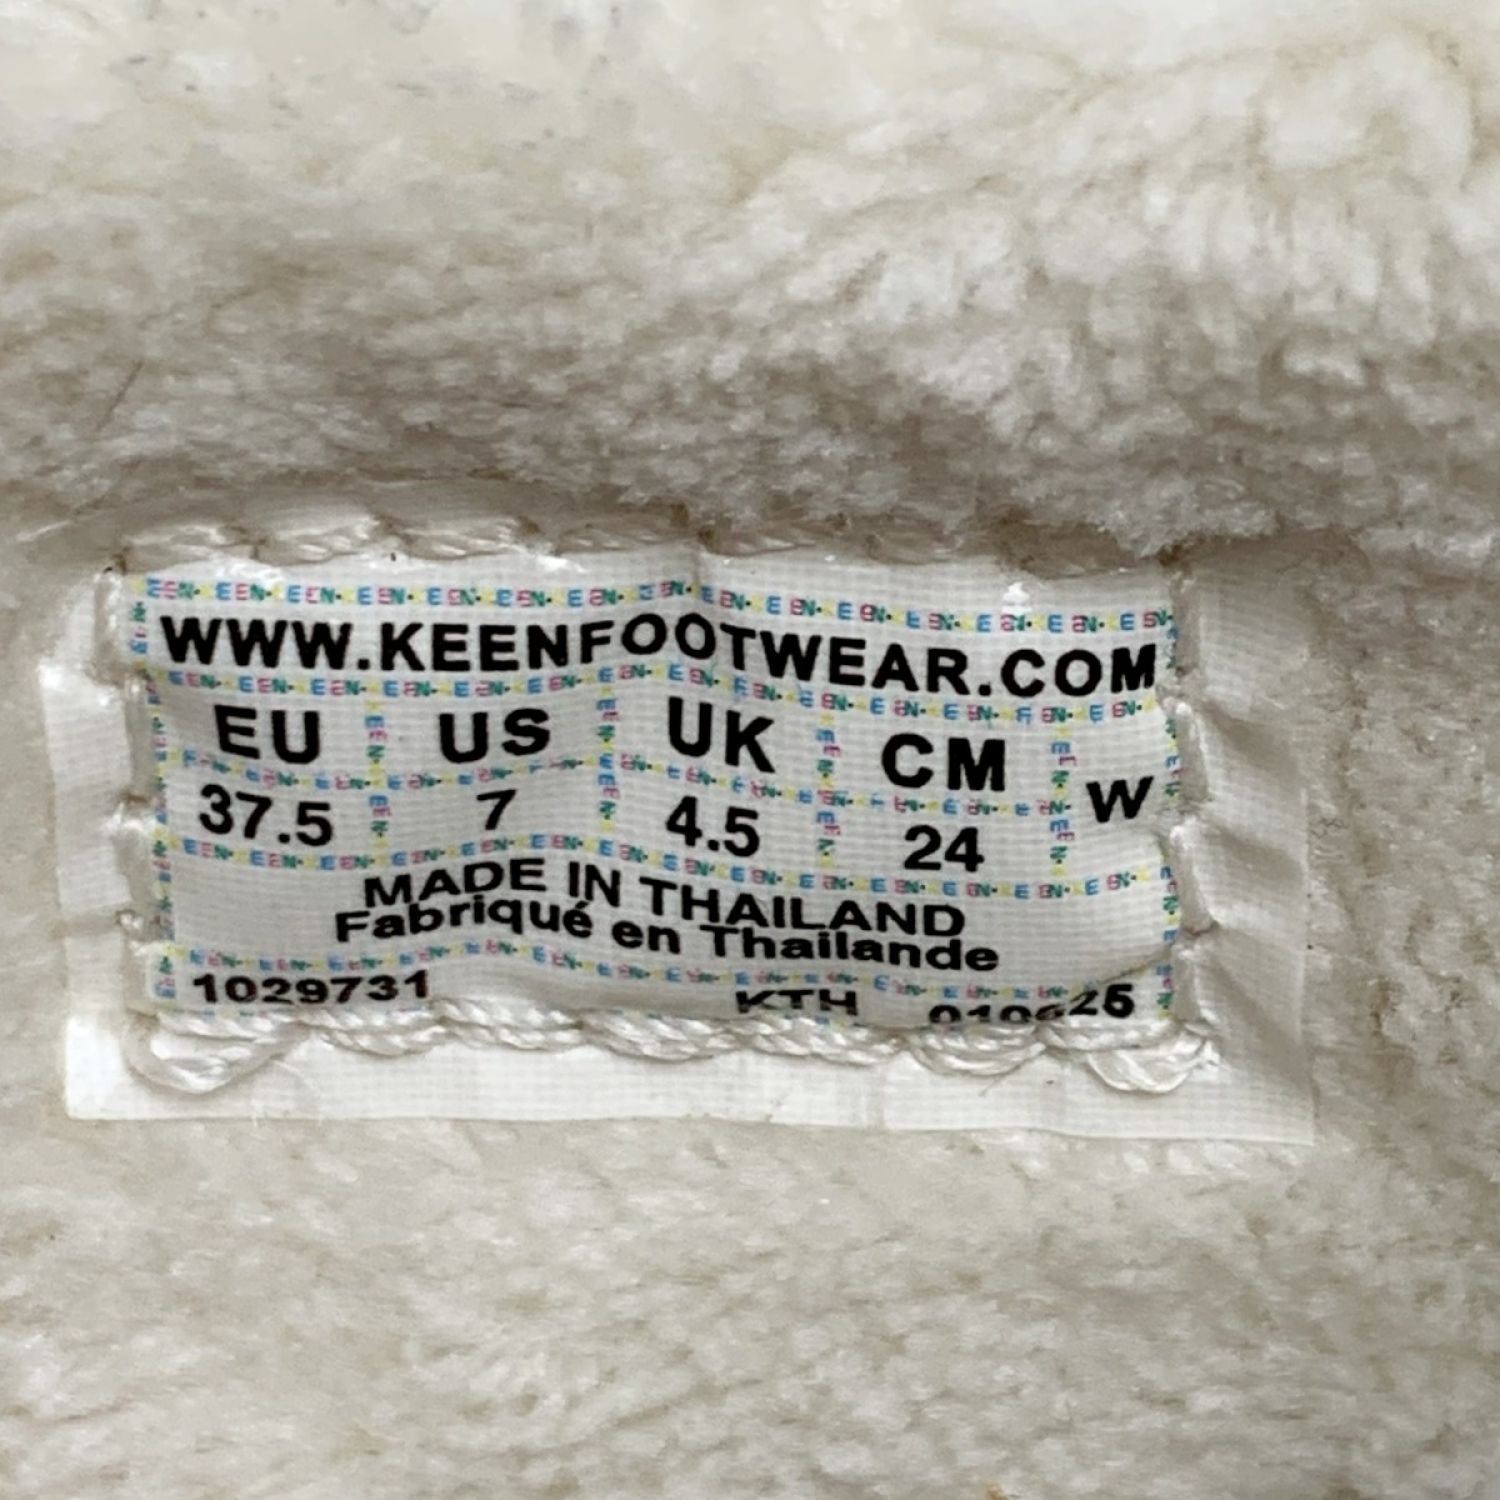 WWW.KEENFOOTWEAR.COM
EU US UK CM W
37.5 7 4.5 24
MADE IN THAILAND
Fabriqué en Thailande
1029731 KTH